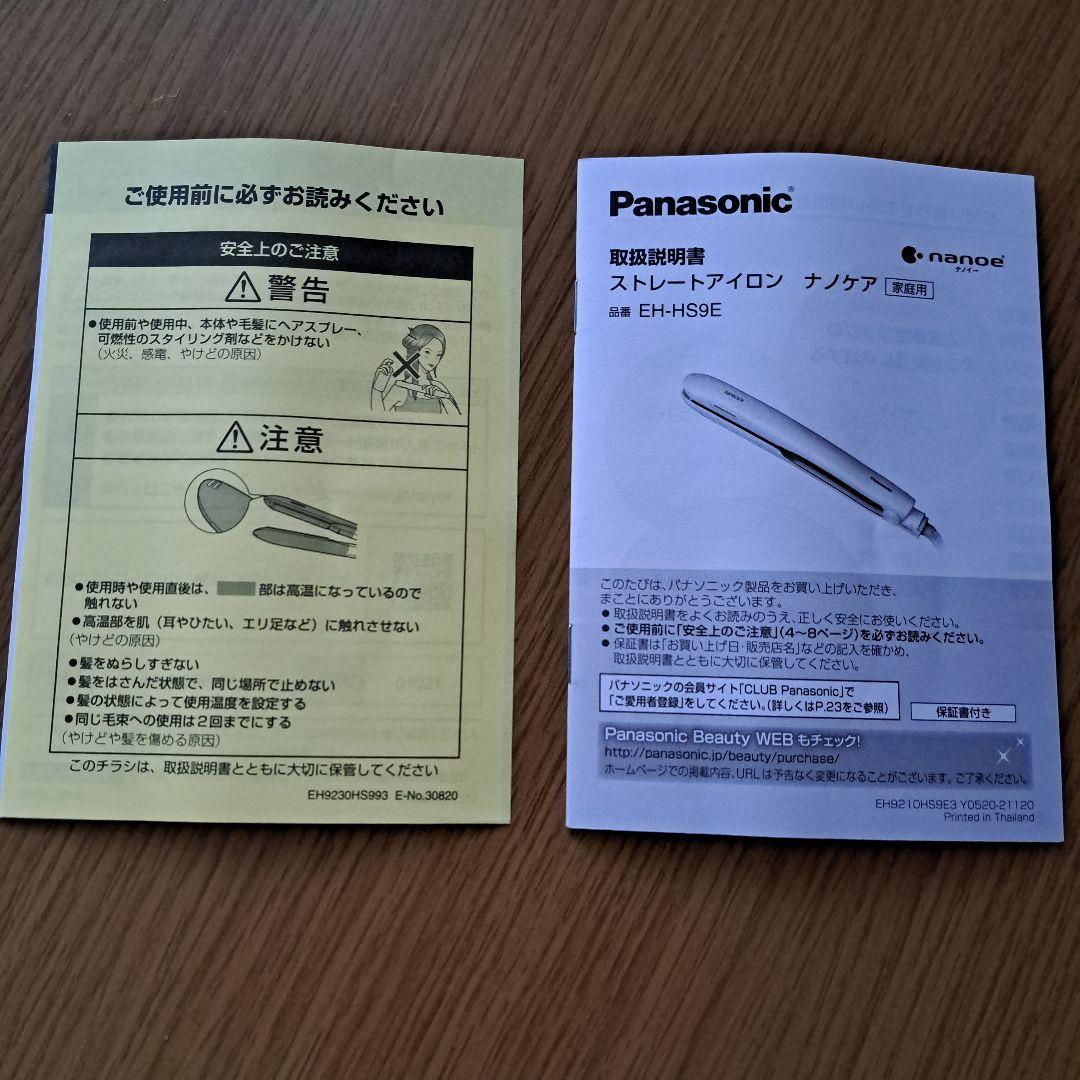 ご使用前に必ずお読みください
安全上のご注意
警告
●使用前や使用中、本体や毛髪にヘアスプレー、
可燃性のスタイリング剤などをかけない
（火災、感電、やけどの原因）
注意
●使用時や使用直後は、 部は高温になっているので
触れない
●高温部を肌（耳やひたい、エリ足など）に触れさせない
（やけどの原因）
●髪をぬらしすぎない
●髪をはさんだ状態で、同じ場所で止めない
●髪の状態によって使用温度を設定する
●同じ毛束への使用は2回までにする
（やけどや髪を傷める原因）
このチラシは、取扱説明書とともに大切に保管してください
EH9230HS993 E-No.30820
Panasonic®
取扱説明書
ストレートアイロン ナノケア 家庭用
品番 EH-HS9E
nanoe
ナノイー
このたびは、パナソニック製品をお買い上げいただき、
まことにありがとうございます。
● 取扱説明書をよくお読みのうえ、正しく安全にお使いください。
● ご使用前に「安全上のご注意」（4〜8ページ）を必ずお読みください。
● 保証書は「お買い上げ日・販売店名」などの記入を確かめ、
取扱説明書とともに大切に保管してください。
パナソニックの会員サイト「CLUB Panasonic」で
「ご愛用者登録」をしてください。（詳しくはP.23をご参照）
保証書付き
Panasonic Beauty WEB もチェック!
http://panasonic.jp/beauty/purchase/
ホームページでの掲載内容、URLは予告なく変更になることがございます。ご了承ください。
EH9210HS9E3 Y0520-21120
Printed in Thailand